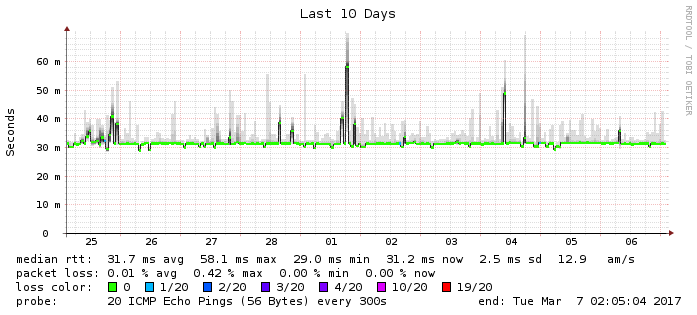 Last 10 Days
RRDTOOL / TOBI OETIKER
Seconds
60 m
50 m
40 m
30 m
20 m
10 m
0
25 26 27 28 01 02 03 04 05 06
median rtt: 31.7 ms avg 58.1 ms max 29.0 ms min 31.2 ms now 2.5 ms sd 12.9 am/s
packet loss: 0.01 % avg 0.42 % max 0.00 % min 0.00 % now
loss color: 0 1/20 2/20 3/20 4/20 10/20 19/20
probe: 20 ICMP Echo Pings (56 Bytes) every 300s end: Tue Mar 7 02:05:04 2017